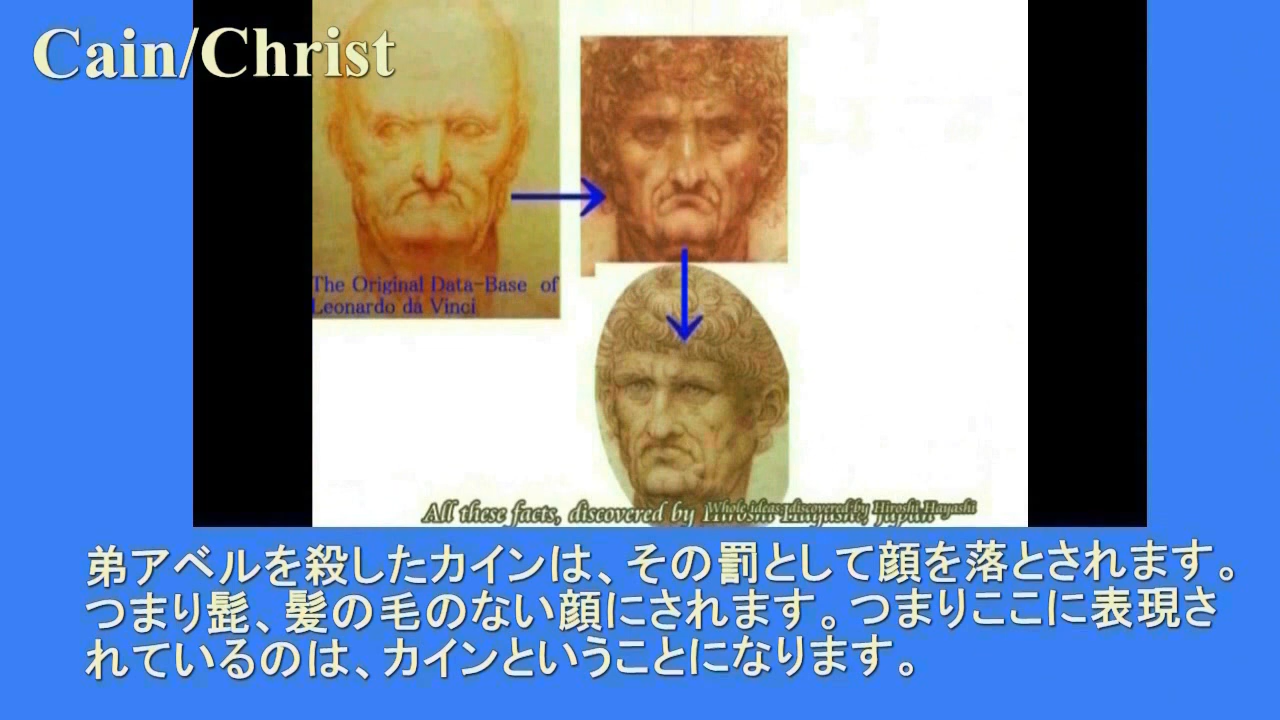 Cain/Christ
The Original Data-Base of
Leonardo da Vinci
All these facts, discovered by Hiroshi Hayashi, Japan
Whole ideas discovered by Hiroshi Hayashi
弟アベルを殺したカインは、その罰として顔を落とされます。
つまり髭、髪の毛のない顔にされます。つまりここに表現さ
れているのは、カインということになります。